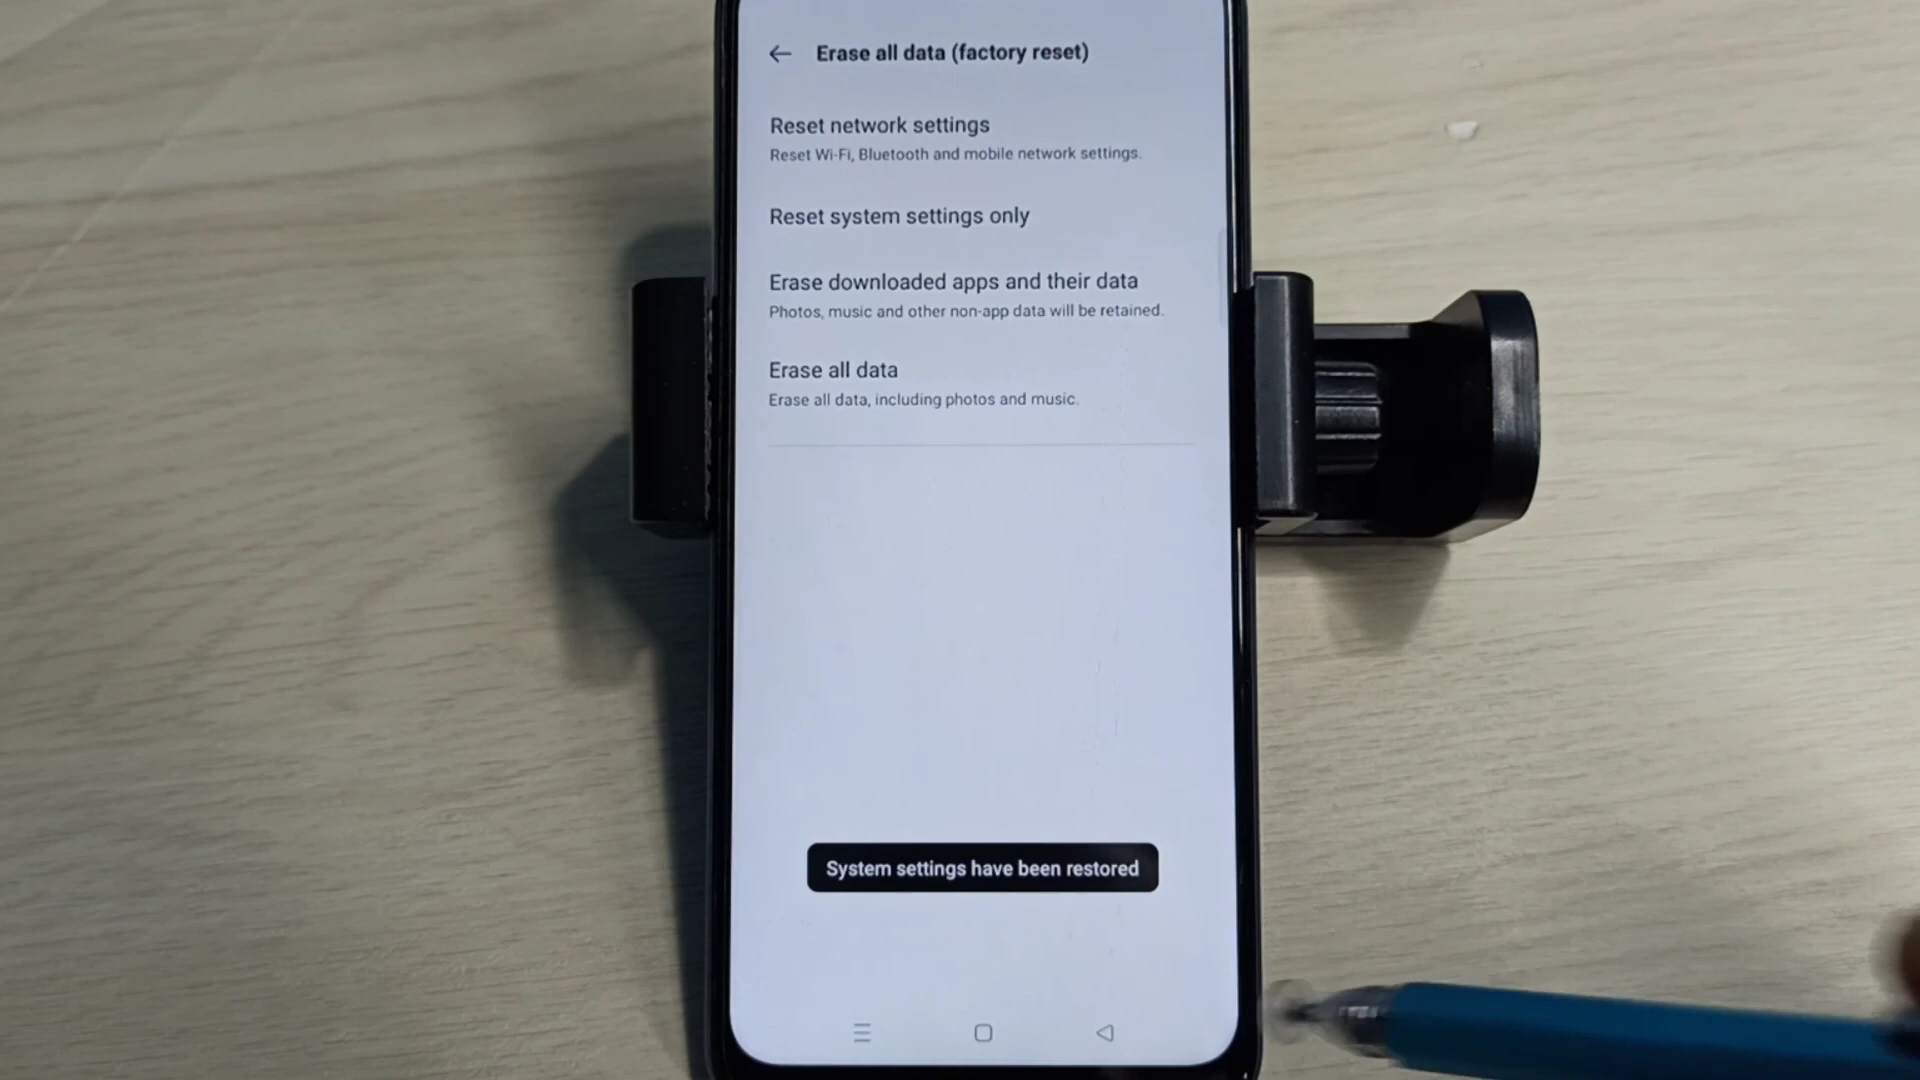 Erase all data (factory reset)
Reset network settings
Reset Wi-Fi, Bluetooth and mobile network settings.
Reset system settings only
Erase downloaded apps and their data
Photos, music and other non-app data will be retained.
Erase all data
Erase all data, including photos and music.
System settings have been restored